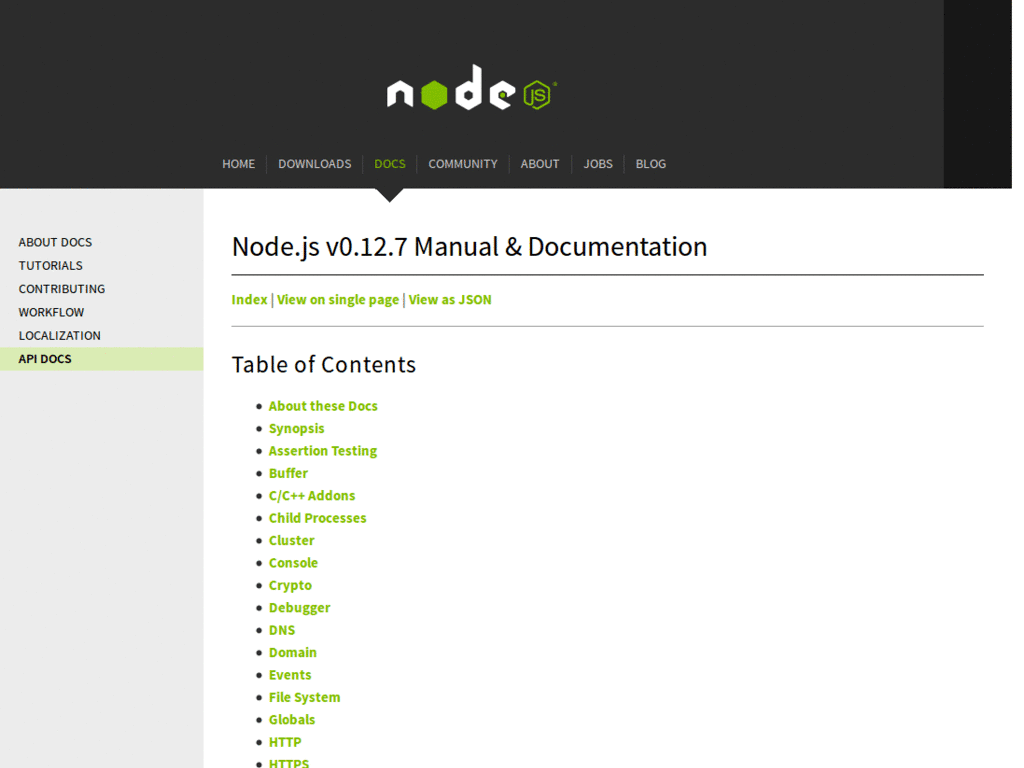 node JS
HOME DOWNLOADS DOCS COMMUNITY ABOUT JOBS BLOG
ABOUT DOCS
TUTORIALS
CONTRIBUTING
WORKFLOW
LOCALIZATION
API DOCS
Node.js v0.12.7 Manual & Documentation
Index | View on single page | View as JSON
Table of Contents
About these Docs
Synopsis
Assertion Testing
Buffer
C/C++ Addons
Child Processes
Cluster
Console
Crypto
Debugger
DNS
Domain
Events
File System
Globals
HTTP
HTTPS